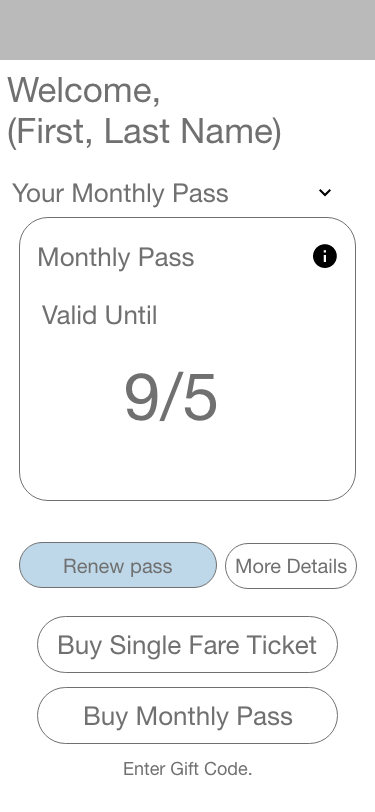 Welcome,
(First, Last Name)
Your Monthly Pass
Monthly Pass
Valid Until
9/5
Renew pass
More Details
Buy Single Fare Ticket
Buy Monthly Pass
Enter Gift Code.